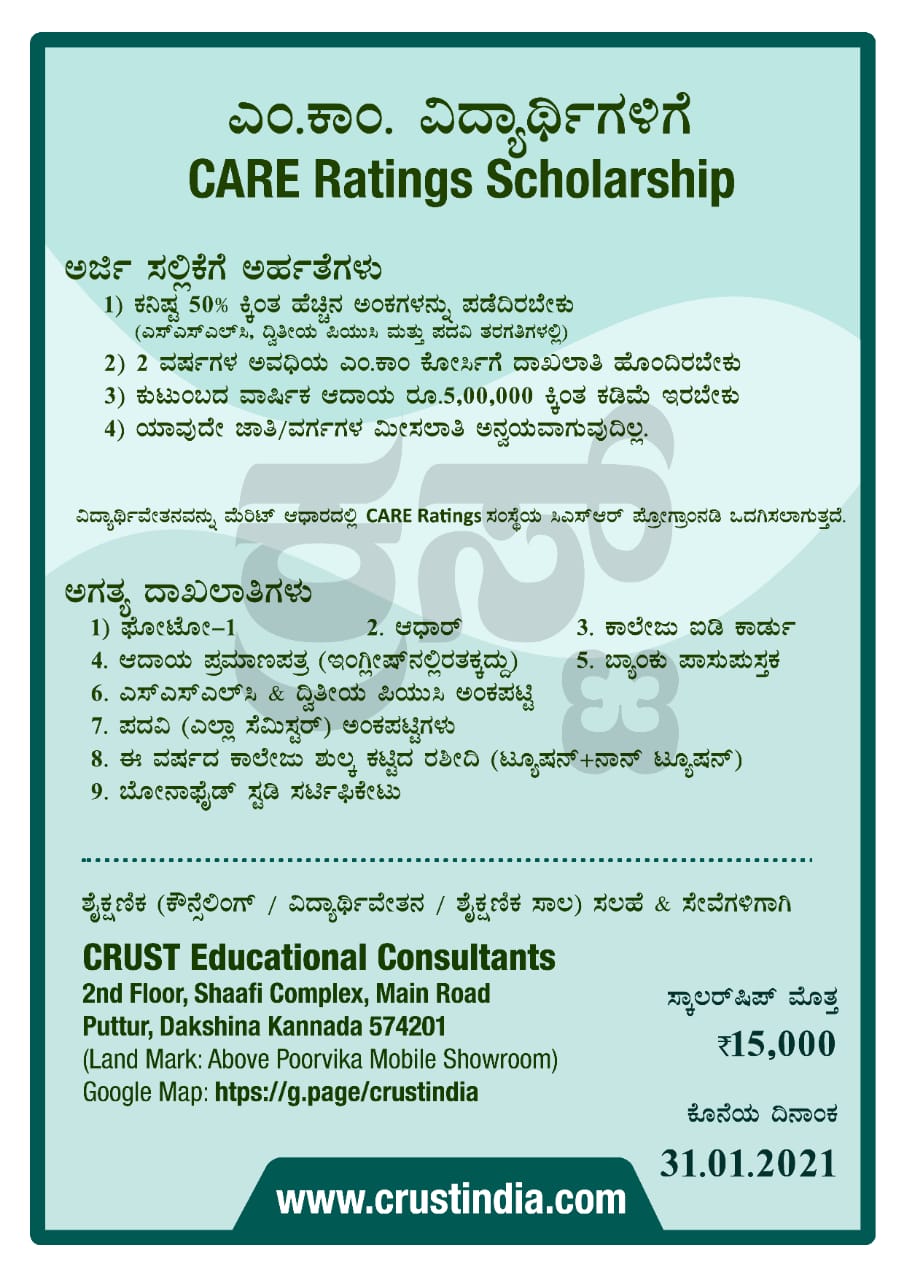 ಎಂ.ಕಾಂ. ವಿದ್ಯಾರ್ಥಿಗಳಿಗೆ
CARE Ratings Scholarship
ಅರ್ಜಿ ಸಲ್ಲಿಕೆಗೆ ಅರ್ಹತೆಗಳು
1) ಕನಿಷ್ಟ 50% ಕ್ಕಿಂತ ಹೆಚ್ಚಿನ ಅಂಕಗಳನ್ನು ಪಡೆದಿರಬೇಕು
(ಎಸ್ಎಸ್ಎಲ್‌ಸಿ, ದ್ವಿತೀಯ ಪಿಯುಸಿ ಮತ್ತು ಪದವಿ ತರಗತಿಗಳಲ್ಲಿ)
2) 2 ವರ್ಷಗಳ ಅವಧಿಯ ಎಂ.ಕಾಂ ಕೋರ್ಸಿಗೆ ದಾಖಲಾತಿ ಹೊಂದಿರಬೇಕು
3) ಕುಟುಂಬದ ವಾರ್ಷಿಕ ಆದಾಯ ರೂ.5,00,000 ಕ್ಕಿಂತ ಕಡಿಮೆ ಇರಬೇಕು
4) ಯಾವುದೇ ಜಾತಿ/ವರ್ಗಗಳ ಮೀಸಲಾತಿ ಅನ್ವಯವಾಗುವುದಿಲ್ಲ.
ಕ್ರಸ್ಟ್
ವಿದ್ಯಾರ್ಥಿವೇತನವನ್ನು ಮೆರಿಟ್ ಆಧಾರದಲ್ಲಿ CARE Ratings ಸಂಸ್ಥೆಯ ಸಿಎಸ್ಆರ್ ಪ್ರೋಗ್ರಾಂನಡಿ ಒದಗಿಸಲಾಗುತ್ತದೆ.
ಅಗತ್ಯ ದಾಖಲಾತಿಗಳು
1) ಫೋಟೋ-1 2. ಆಧಾರ್ 3. ಕಾಲೇಜು ಐಡಿ ಕಾರ್ಡು
4. ಆದಾಯ ಪ್ರಮಾಣಪತ್ರ (ಇಂಗ್ಲೀಷ್‌ನಲ್ಲಿರತಕ್ಕದ್ದು) 5. ಬ್ಯಾಂಕು ಪಾಸುಪುಸ್ತಕ
6. ಎಸ್ಎಸ್ಎಲ್‌ಸಿ & ದ್ವಿತೀಯ ಪಿಯುಸಿ ಅಂಕಪಟ್ಟಿ
7. ಪದವಿ (ಎಲ್ಲಾ ಸೆಮಿಸ್ಟರ್) ಅಂಕಪಟ್ಟಿಗಳು
8. ಈ ವರ್ಷದ ಕಾಲೇಜು ಶುಲ್ಕ ಕಟ್ಟಿದ ರಶೀದಿ (ಟ್ಯೂಷನ್+ನಾನ್ ಟ್ಯೂಷನ್)
9. ಬೋನಾಫೈಡ್ ಸ್ಟಡಿ ಸರ್ಟಿಫಿಕೇಟು
ಶೈಕ್ಷಣಿಕ (ಕೌನ್ಸೆಲಿಂಗ್ / ವಿದ್ಯಾರ್ಥಿವೇತನ / ಶೈಕ್ಷಣಿಕ ಸಾಲ) ಸಲಹೆ & ಸೇವೆಗಳಿಗಾಗಿ
CRUST Educational Consultants
2nd Floor, Shaafi Complex, Main Road
Puttur, Dakshina Kannada 574201
(Land Mark: Above Poorvika Mobile Showroom)
Google Map: htps://g.page/crustindia
ಸ್ಕಾಲರ್‌ಷಿಪ್ ಮೊತ್ತ
₹15,000
ಕೊನೆಯ ದಿನಾಂಕ
31.01.2021
www.crustindia.com